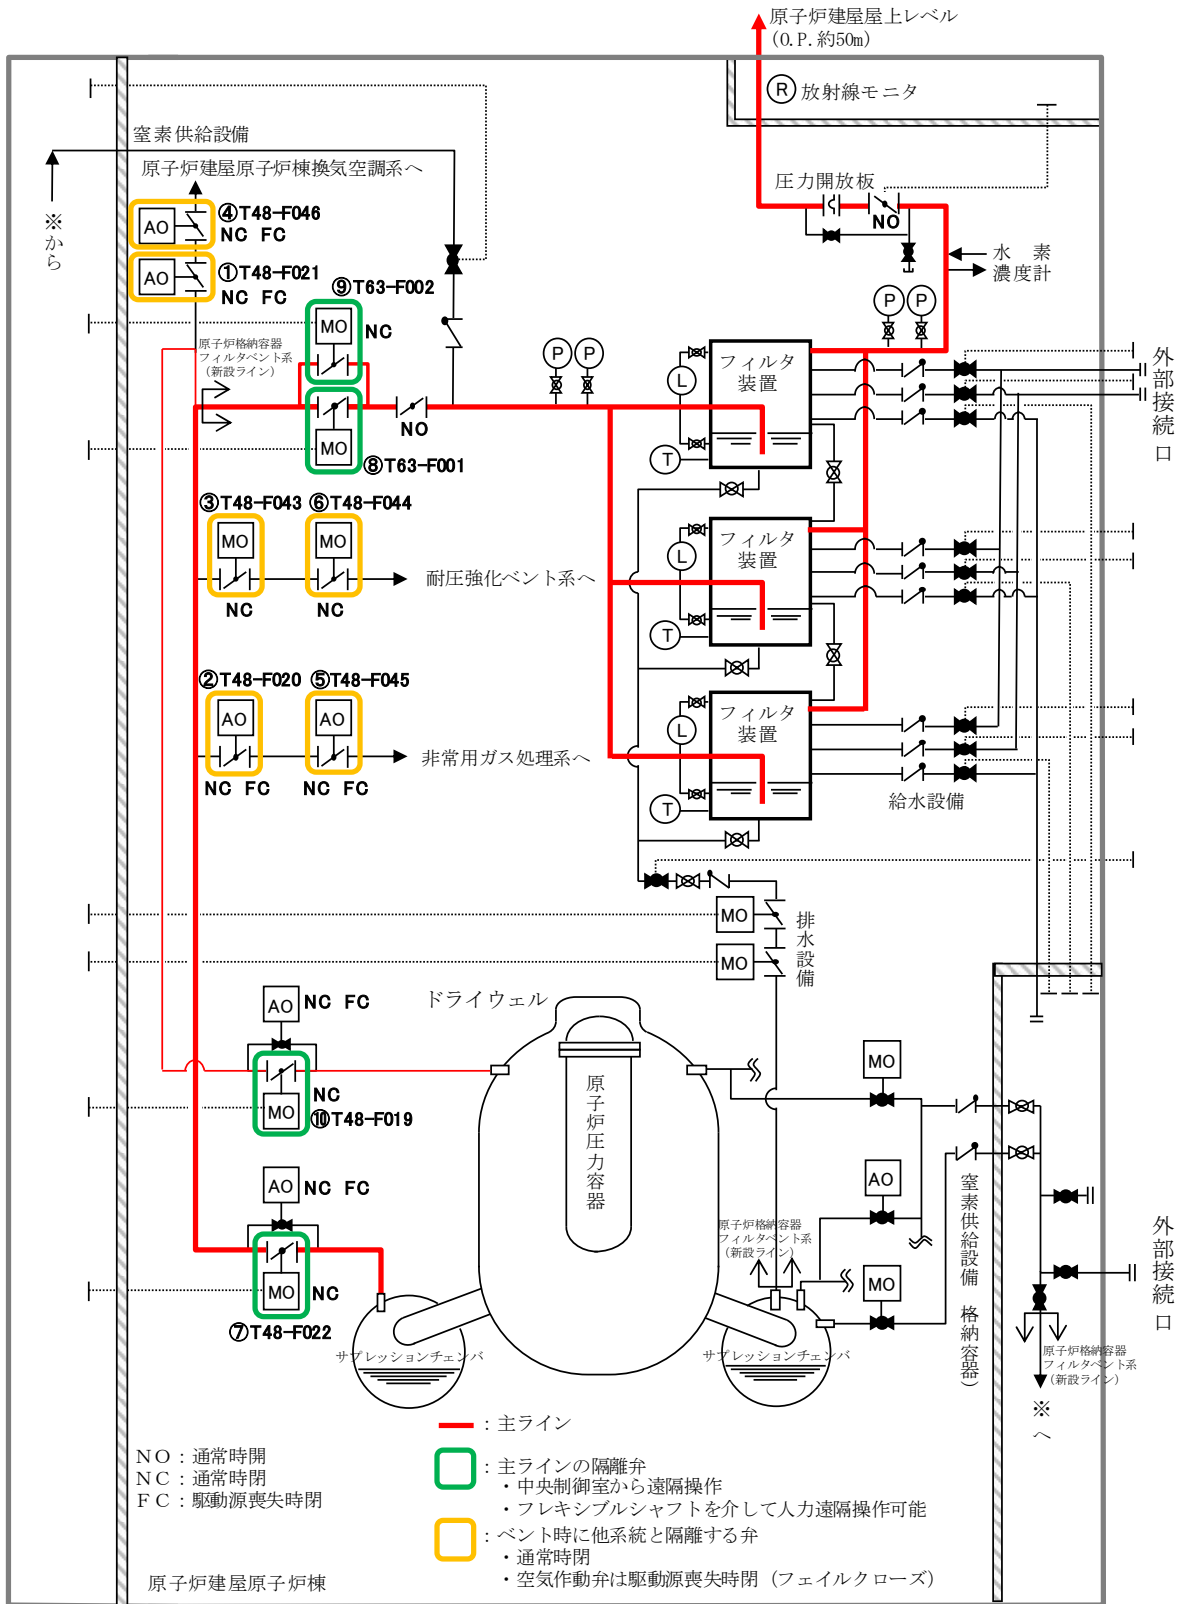 原子炉建屋屋上レベル
(O.P.約50m)
R 放射線モニタ
窒素供給設備
原子炉建屋原子炉棟換気空調系へ
※から
AO
④T48-F046
NC FC
AO
①T48-F021
NC FC
圧力開放板
NO
水素
濃度計
P P
⑨T63-F002
MO
NC
原子炉格納容器
フィルタベント系
(新設ライン)
P P
NO
MO
⑧T63-F001
フィルタ
装置
L
T
外部接続口
③T48-F043
⑥T48-F044
MO
MO
NC
NC
耐圧強化ベント系へ
フィルタ
装置
L
T
②T48-F020
⑤T48-F045
AO
AO
NC FC
NC FC
非常用ガス処理系へ
フィルタ
装置
L
T
給水設備
MO
MO
排水設備
AO
NC FC
ドライウェル
NC
MO
⑩T48-F019
原子炉圧力容器
MO
AO
NC FC
AO
MO
NC
⑦T48-F022
原子炉格納容器
フィルタベント系
(新設ライン)
MO
窒素供給設備(格納容器)
外部接続口
サプレッションチェンバ
サプレッションチェンバ
原子炉格納容器
フィルタベント系
(新設ライン)
※へ
:主ライン
NO:通常時開
NC:通常時閉
FC:駆動源喪失時閉
:主ラインの隔離弁
・中央制御室から遠隔操作
・フレキシブルシャフトを介して人力遠隔操作可能
:ベント時に他系統と隔離する弁
・通常時閉
・空気作動弁は駆動源喪失時閉(フェイルクローズ)
原子炉建屋原子炉棟